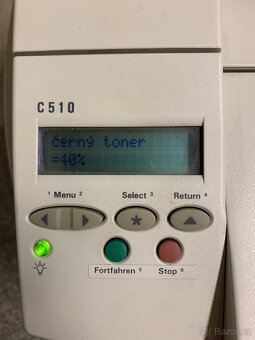 C510
černý toner
=40%
1 Menu 2
Select 3
Return 4
Fortfahren 5
Stop 6